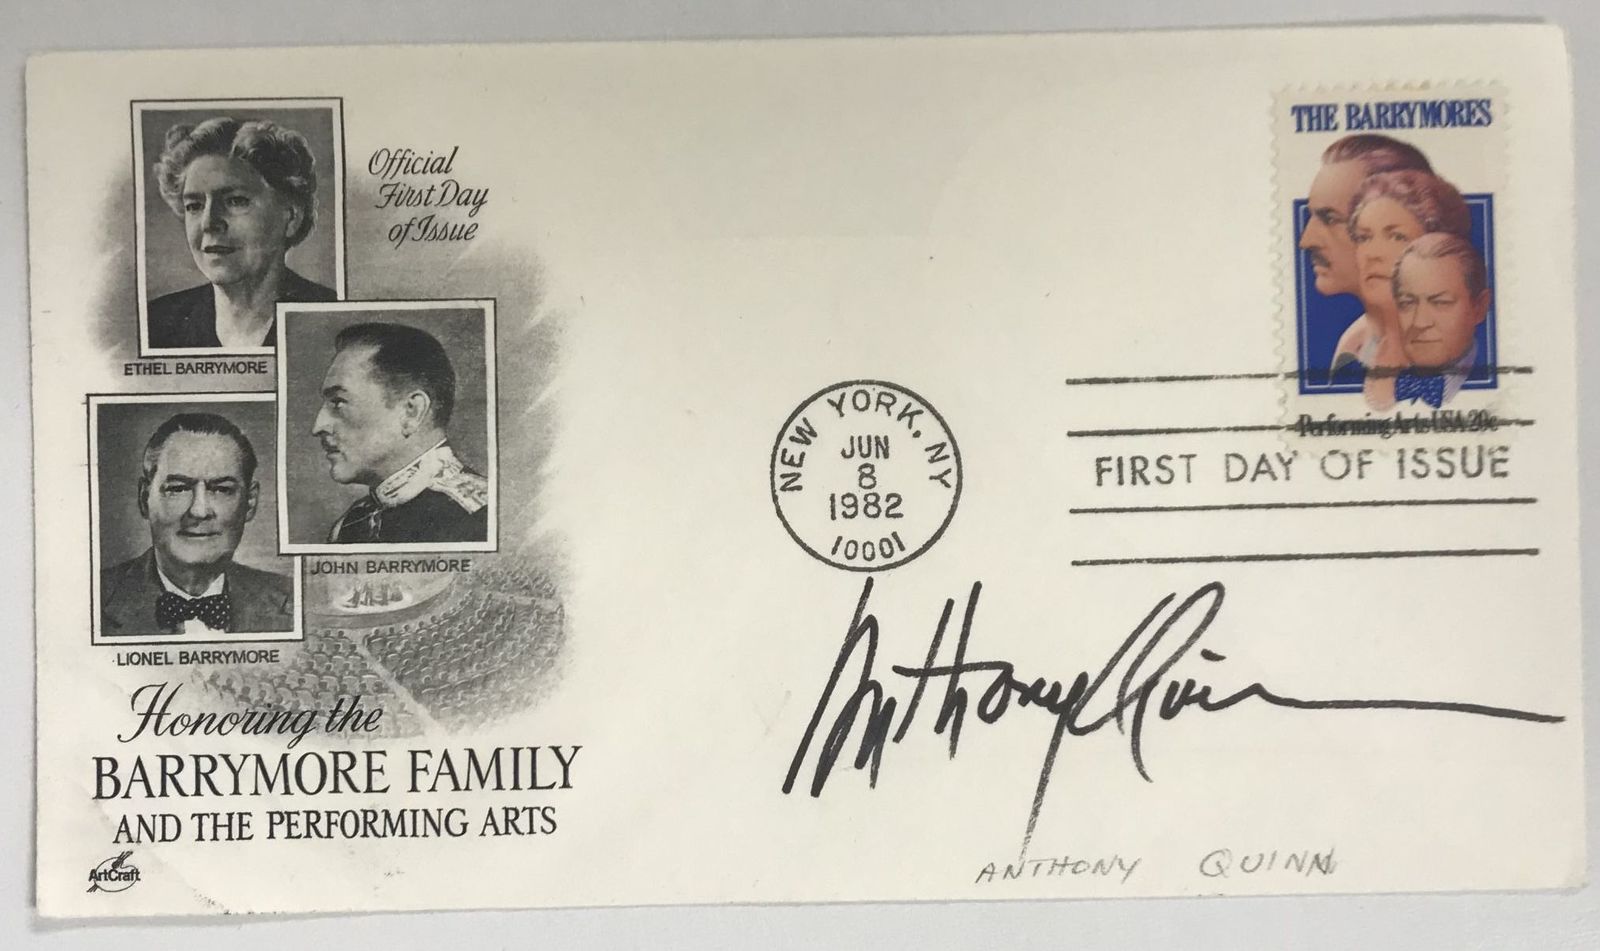 Official
First Day
of Issue
ETHEL BARRYMORE
JOHN BARRYMORE
LIONEL BARRYMORE
Honoring the
BARRYMORE FAMILY
AND THE PERFORMING ARTS
ArtCraft
THE BARRYMORES
Performing Arts USA 20c
NEW YORK, NY
JUN
8
1982
10001
FIRST DAY OF ISSUE
Anthony Quinn
ANTHONY QUINN